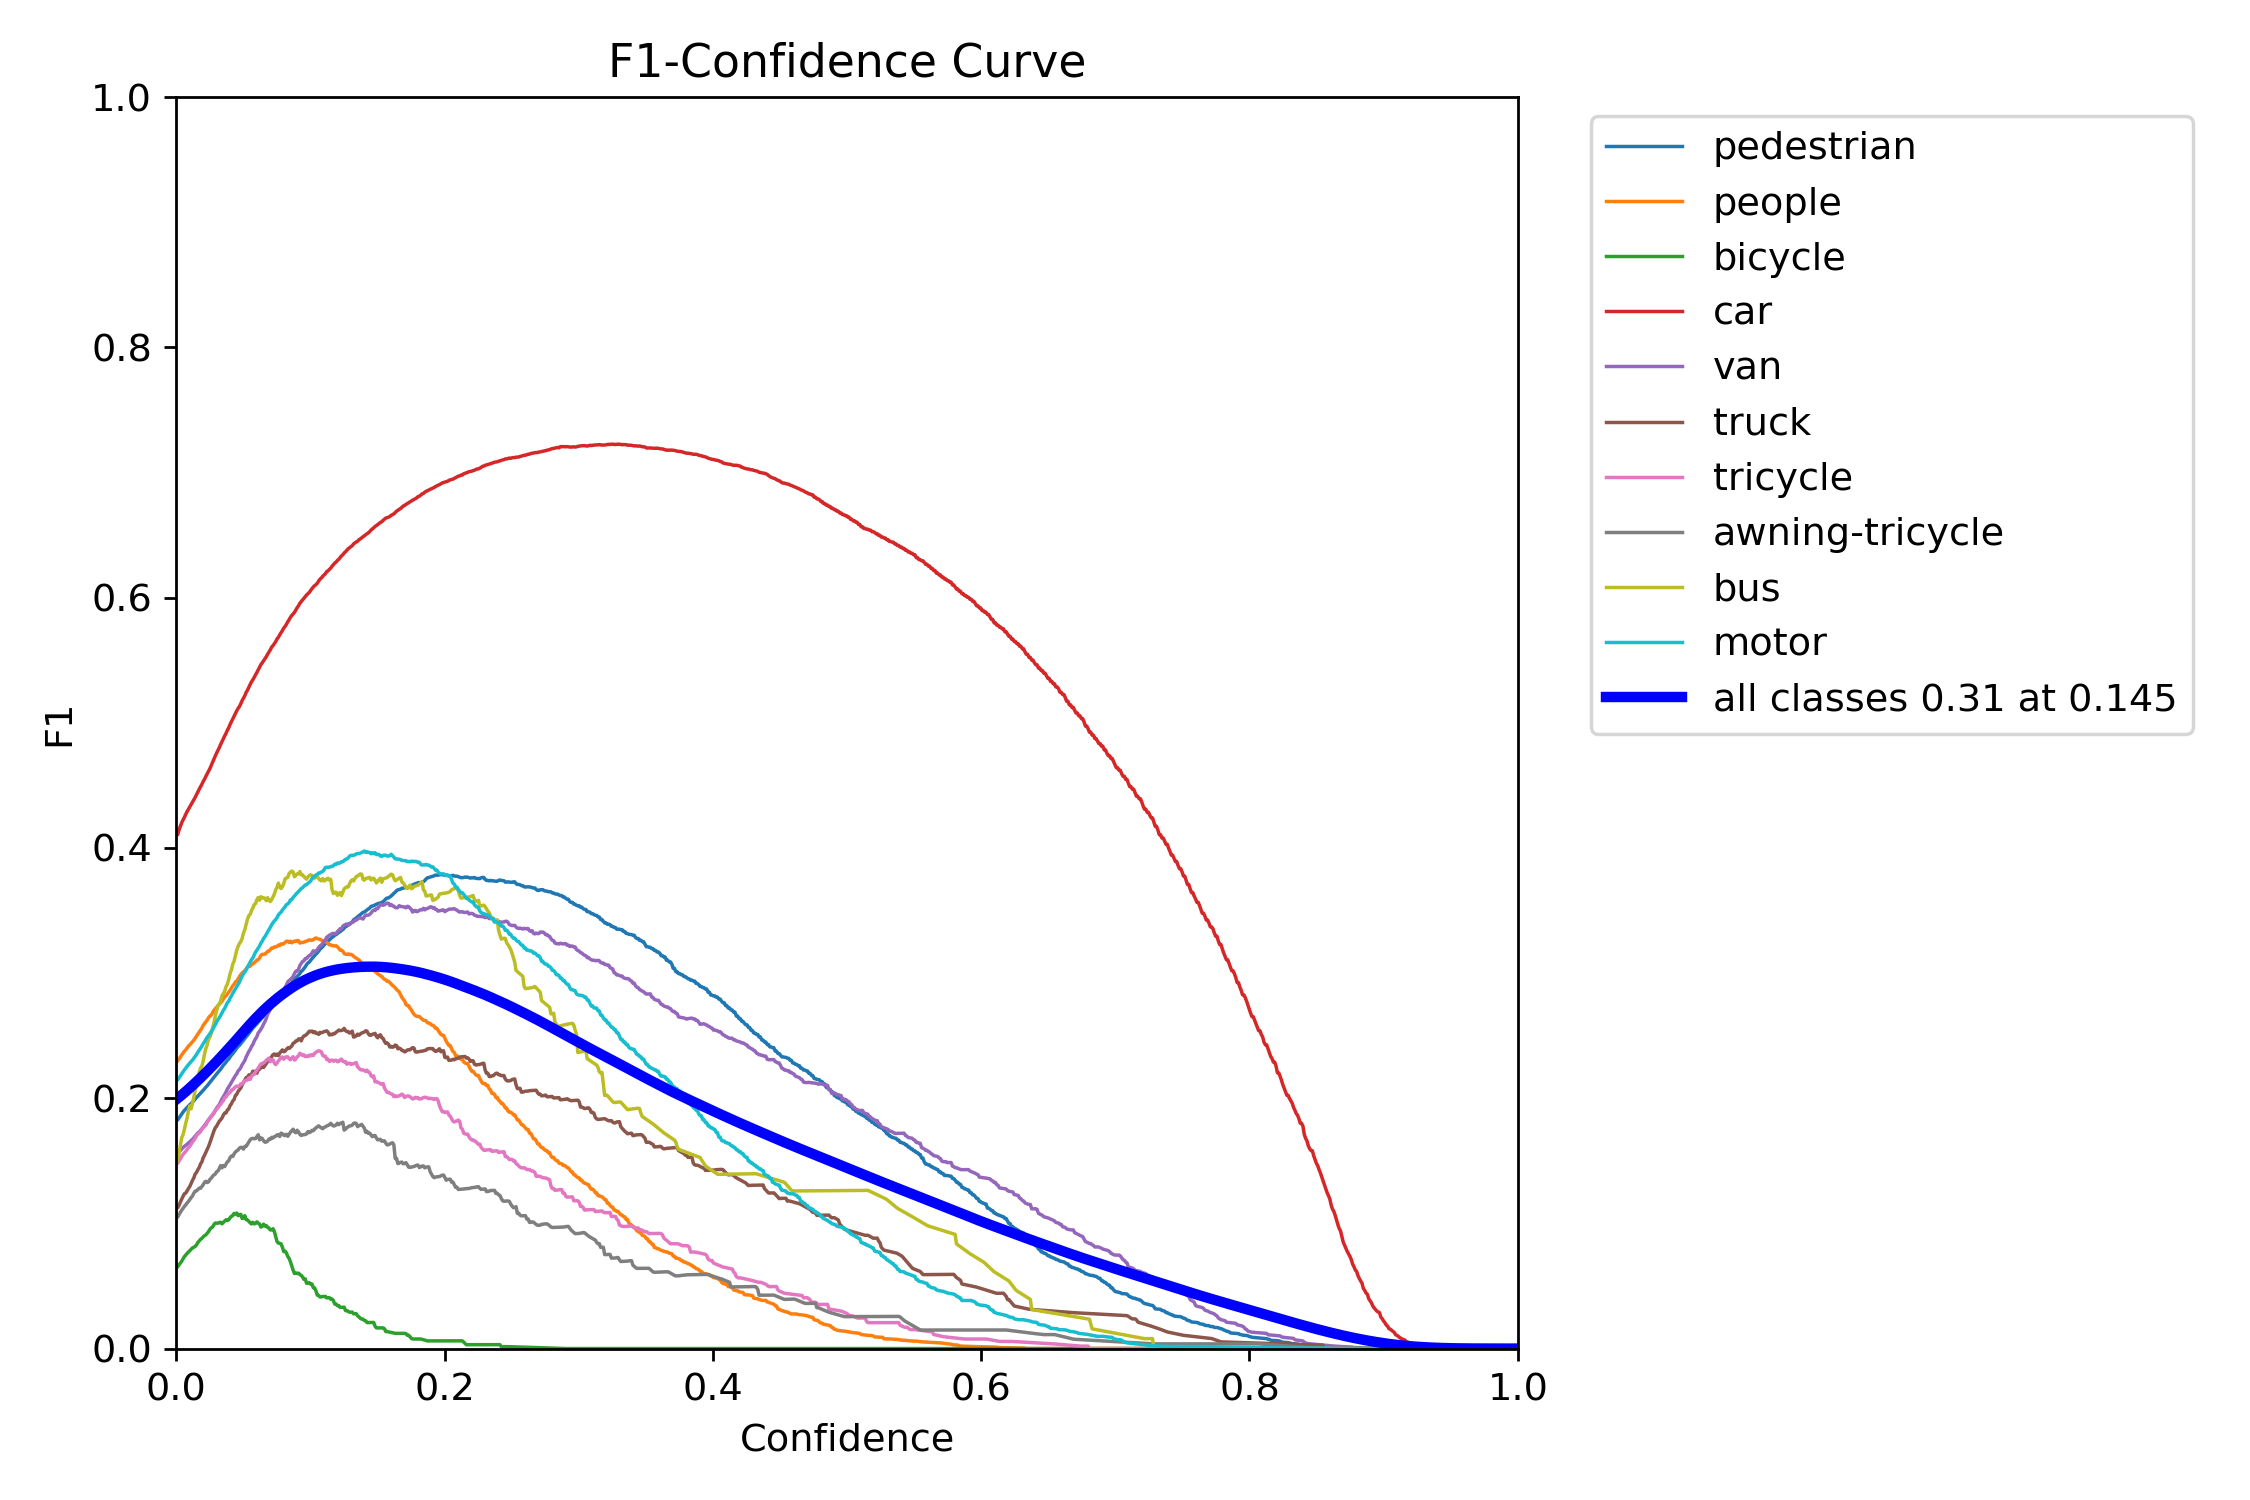 F1-Confidence Curve
1.0
0.8
0.6
0.4
0.2
0.0
F1
0.0 0.2 0.4 0.6 0.8 1.0
Confidence
pedestrian
people
bicycle
car
van
truck
tricycle
awning-tricycle
bus
motor
all classes 0.31 at 0.145